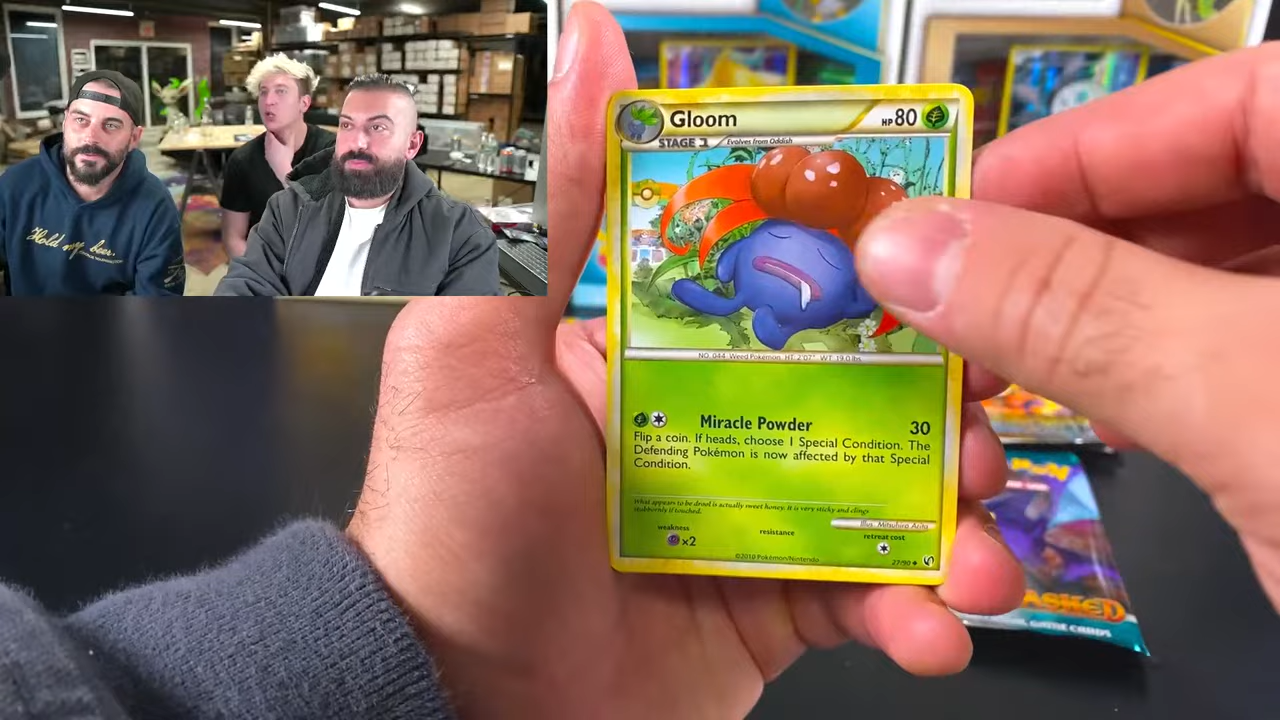 Hold my beer.
Gloom HP 80
STAGE 1 Evolves from Oddish
NO. 044 Weed Pokémon HT: 2'07" WT: 19.0 lbs
Miracle Powder 30
Flip a coin. If heads, choose 1 Special Condition. The
Defending Pokémon is now affected by that Special
Condition.
What appears to be drool is actually sweet honey. It is very sticky and clings
stubbornly if touched.
Illus. Mitsuhiro Arita
weakness resistance retreat cost
×2
©2010 Pokémon/Nintendo 27/90
GAME CARDS